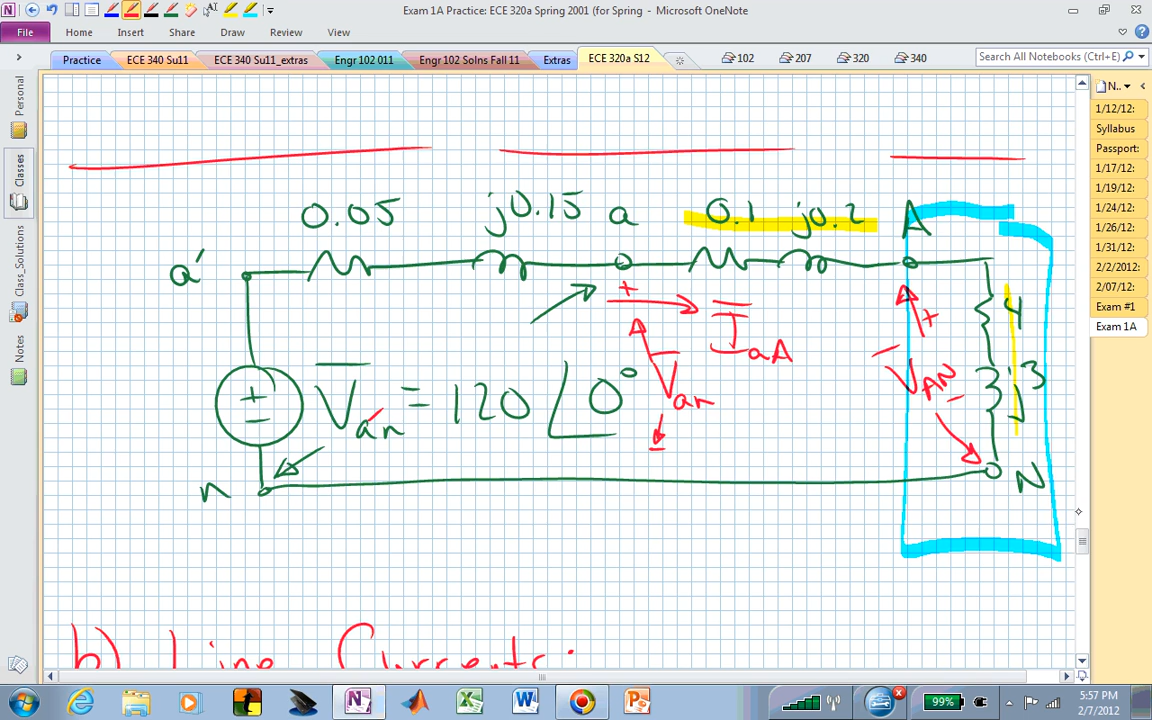 Exam 1A Practice: ECE 320a Spring 2001 (for Spring - Microsoft OneNote
File Home Insert Share Draw Review View
Practice ECE 340 Su11 ECE 340 Su11_extras Engr 102 011 Engr 102 Solns Fall 11 Extras ECE 320a S12 102 207 320 340 Search All Notebooks (Ctrl+E)
N..
Personal
Classes
Class_Solutions
Notes
1/12/12:
Syllabus
Passport:
1/17/12:
1/19/12:
1/24/12:
1/26/12:
1/31/12:
2/2/2012:
2/07/12:
Exam #1
Exam 1A
0.05 j0.15 a 0.1 j0.2 A
a'
+ I aA
+ 4
j3
V a'n = 120 ∠0°
+ -
V an
-
V AN
-
n N
b) Line Currents:
99% 5:57 PM
2/7/2012